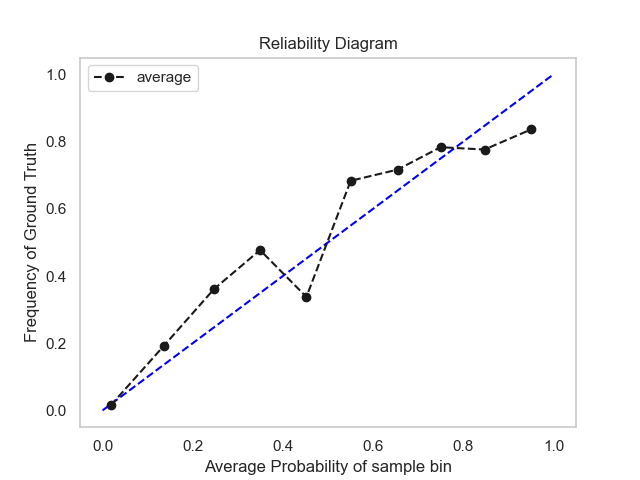 Reliability Diagram
average
Frequency of Ground Truth
1.0
0.8
0.6
0.4
0.2
0.0
0.0 0.2 0.4 0.6 0.8 1.0
Average Probability of sample bin